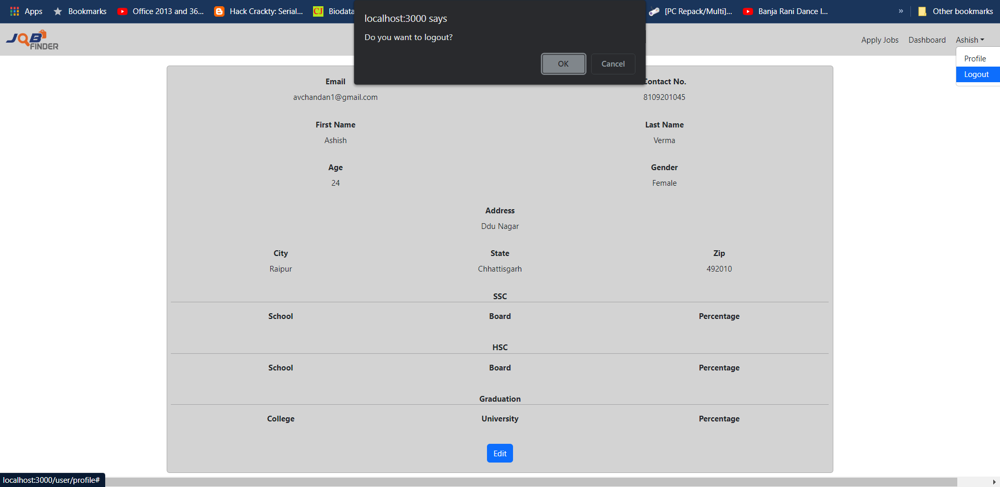 Apps Bookmarks Office 2013 and 36... Hack Crackty: Serial... CJ Biodata [PC Repack/Multi]... Banja Rani Dance I... » Other bookmarks
localhost:3000 says
Do you want to logout?
OK Cancel
JOB FINDER
Apply Jobs Dashboard Ashish
Profile
Logout
Email Contact No.
avchandan1@gmail.com 8109201045
First Name Last Name
Ashish Verma
Age Gender
24 Female
Address
Ddu Nagar
City State Zip
Raipur Chhattisgarh 492010
SSC
School Board Percentage
HSC
School Board Percentage
Graduation
College University Percentage
Edit
localhost:3000/user/profile#